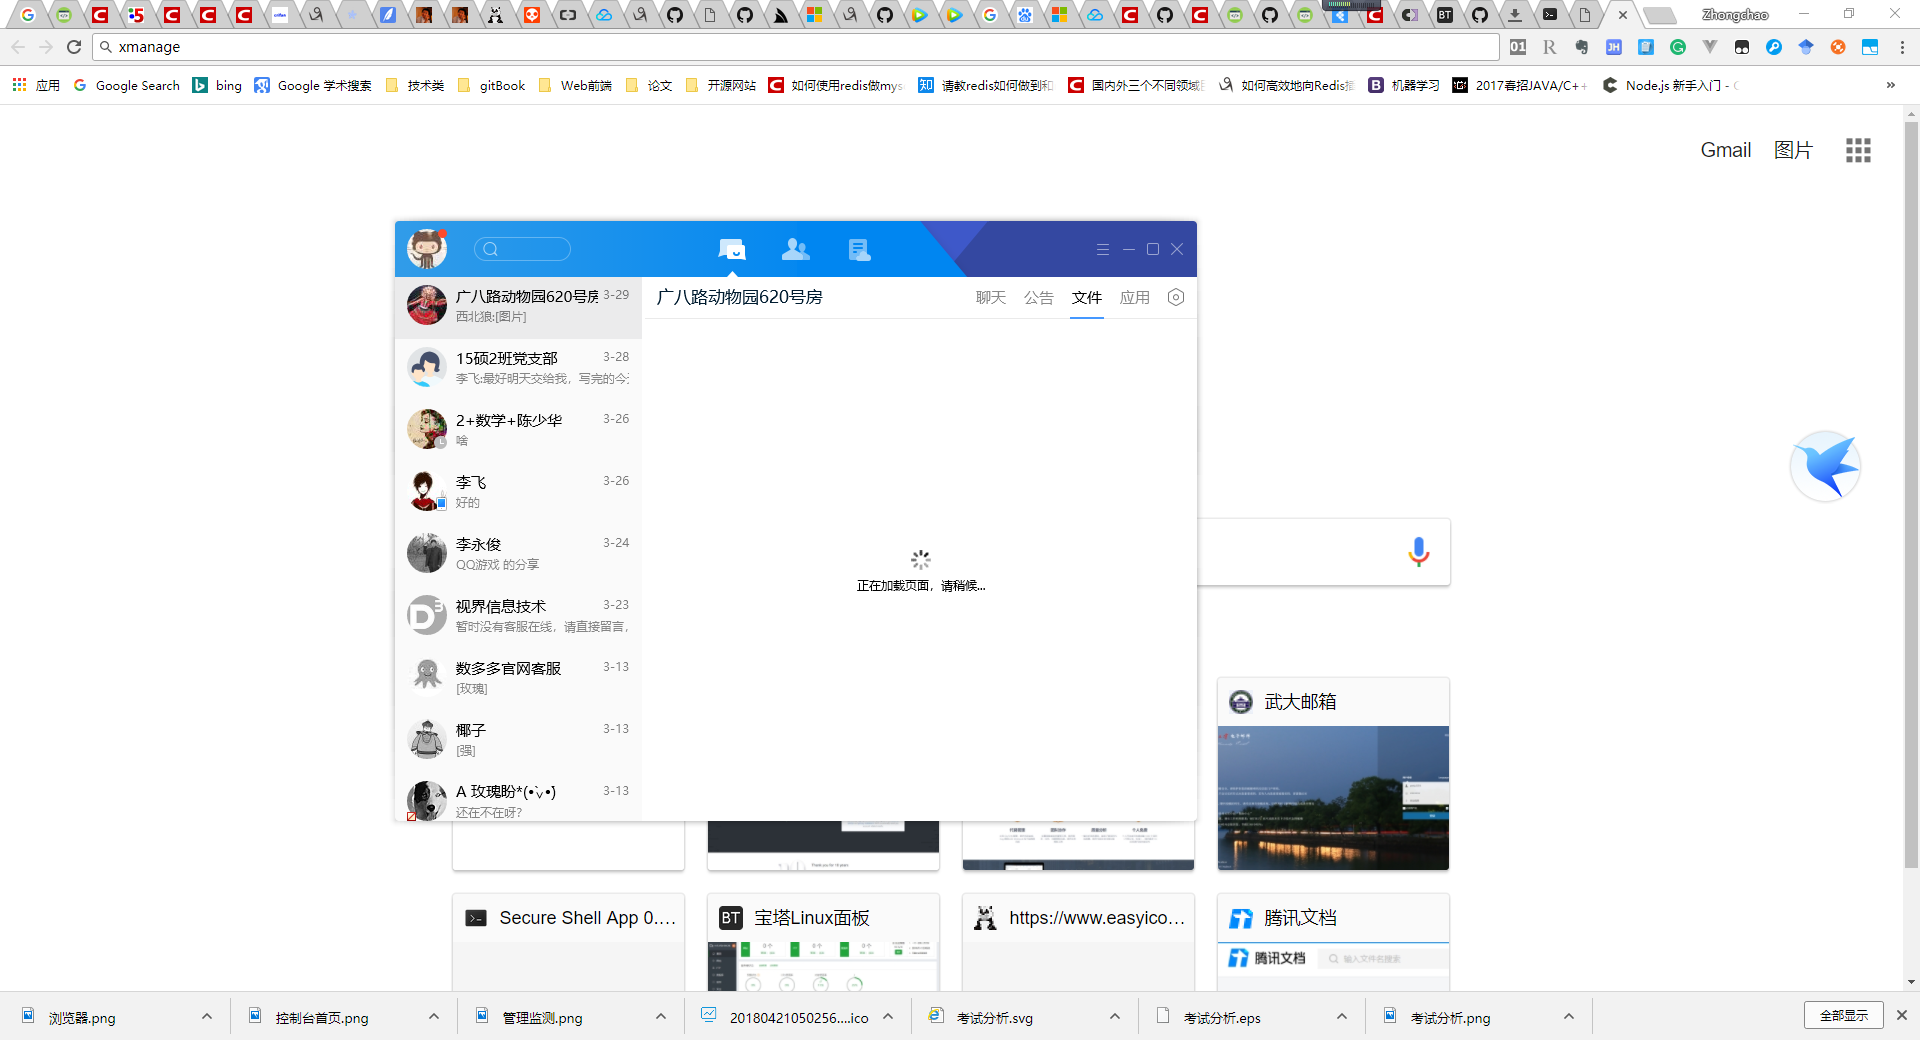 Zhongchao
xmanage
应用
Google Search
bing
Google 学术搜索
技术类
gitBook
Web前端
论文
开源网站
如何使用redis做mys
请教redis如何做到和
国内外三个不同领域
如何高效地向Redis
机器学习
2017春招JAVA/C++
Node.js 新手入门 -
»
Gmail
图片
广八路动物园620号房
3-29
西北狼:[图片]
15硕2班党支部
3-28
李飞:最好明天交给我，写完的今
2+数学+陈少华
3-26
啥
李飞
3-26
好的
李永俊
3-24
QQ游戏 的分享
视界信息技术
3-23
暂时没有客服在线，请直接留言，
数多多官网客服
3-13
[玫瑰]
椰子
3-13
[强]
A 玫瑰盼*(•̀ᴗ•́)
3-13
还在不在呀?
广八路动物园620号房
聊天
公告
文件
应用
正在加载页面，请稍候...
武大邮箱
Thank you for 10 years
Secure Shell App 0....
BT
宝塔Linux面板
https://www.easyico...
腾讯文档
腾讯文档
输入文件名搜索
浏览器.png
控制台首页.png
管理监测.png
20180421050256....ico
考试分析.svg
考试分析.eps
考试分析.png
全部显示